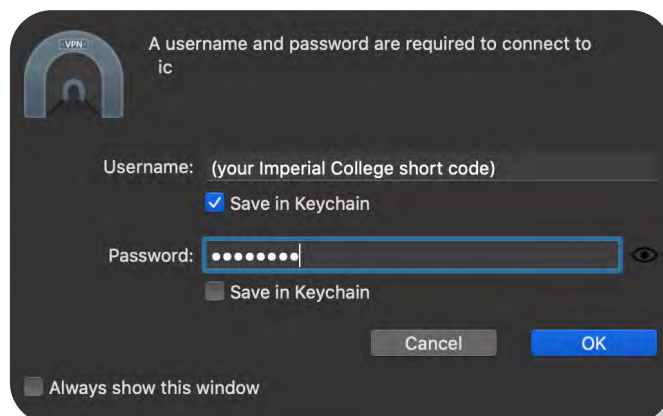 VPN
A username and password are required to connect to
ic
Username: (your Imperial College short code)
Save in Keychain
Password: ••••••••
Save in Keychain
Cancel OK
Always show this window